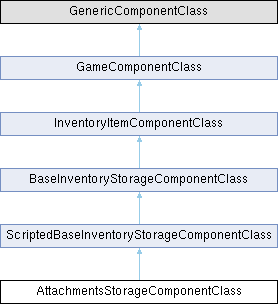 GenericComponentClass
GameComponentClass
InventoryItemComponentClass
BaseInventoryStorageComponentClass
ScriptedBaseInventoryStorageComponentClass
AttachmentsStorageComponentClass